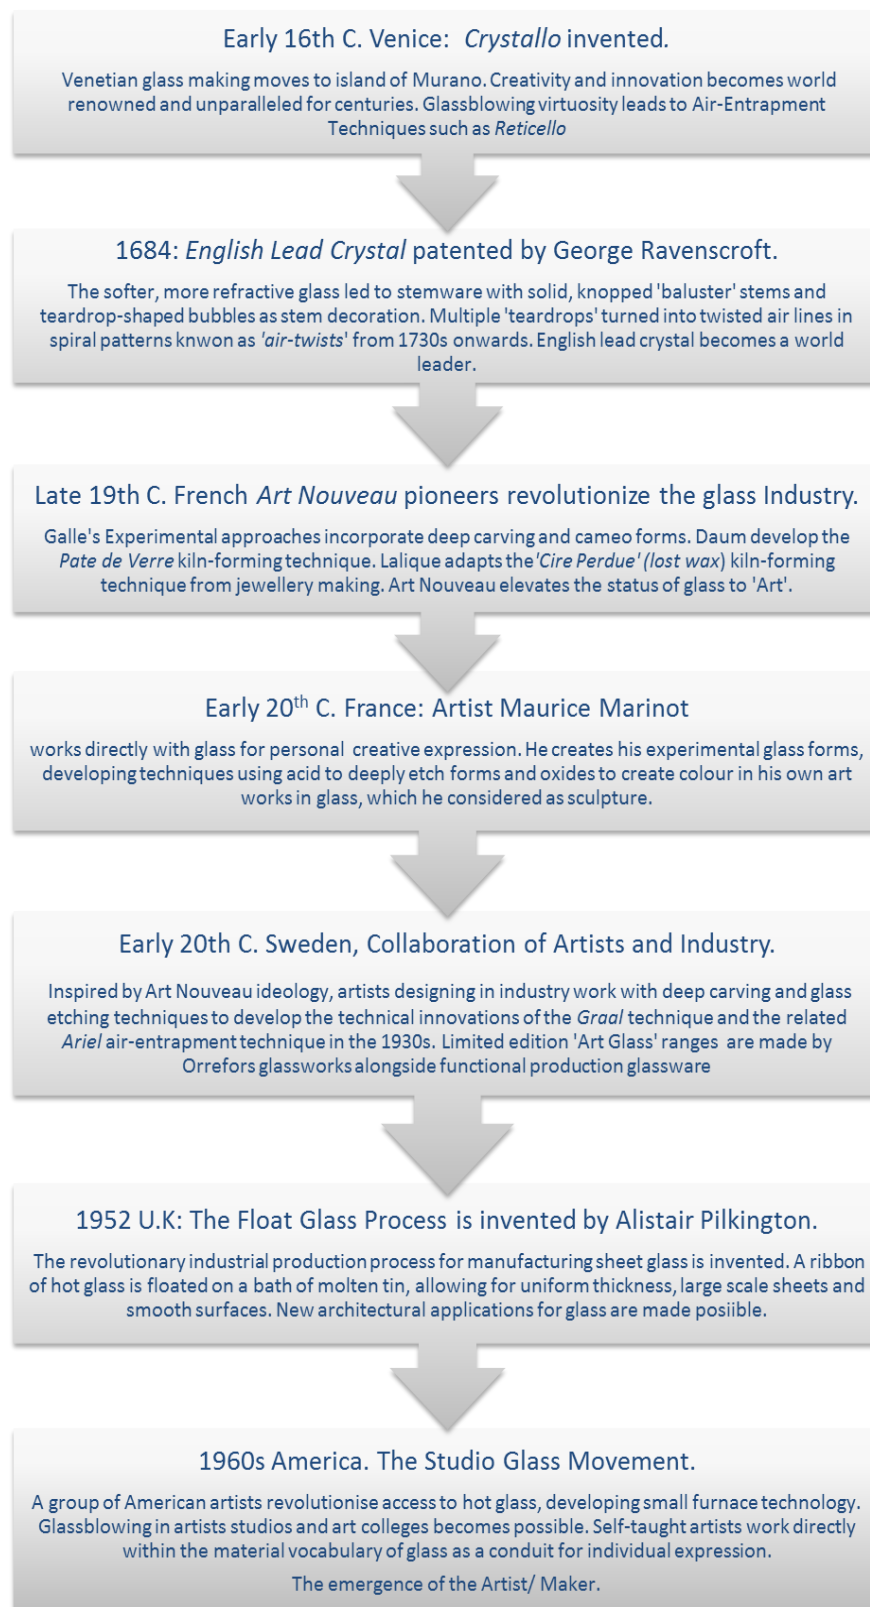 Early 16th C. Venice:  Crystallo invented.
Venetian glass making moves to island of Murano. Creativity and innovation becomes world
renowned and unparalleled for centuries. Glassblowing virtuosity leads to Air-Entrapment
Techniques such as Reticello
1684: English Lead Crystal patented by George Ravenscroft.
The softer, more refractive glass led to stemware with solid, knopped 'baluster' stems and
teardrop-shaped bubbles as stem decoration. Multiple 'teardrops' turned into twisted air lines in
spiral patterns knwon as 'air-twists' from 1730s onwards. English lead crystal becomes a world
leader.
Late 19th C. French Art Nouveau pioneers revolutionize the glass Industry.
Galle's Experimental approaches incorporate deep carving and cameo forms. Daum develop the
Pate de Verre kiln-forming technique. Lalique adapts the 'Cire Perdue' (lost wax) kiln-forming
technique from jewellery making. Art Nouveau elevates the status of glass to 'Art'.
Early 20th C. France: Artist Maurice Marinot
works directly with glass for personal creative expression. He creates his experimental glass forms,
developing techniques using acid to deeply etch forms and oxides to create colour in his own art
works in glass, which he considered as sculpture.
Early 20th C. Sweden, Collaboration of Artists and Industry.
Inspired by Art Nouveau ideology, artists designing in industry work with deep carving and glass
etching techniques to develop the technical innovations of the Graal technique and the related
Ariel air-entrapment technique in the 1930s. Limited edition 'Art Glass' ranges are made by
Orrefors glassworks alongside functional production glassware
1952 U.K: The Float Glass Process is invented by Alistair Pilkington.
The revolutionary industrial production process for manufacturing sheet glass is invented. A ribbon
of hot glass is floated on a bath of molten tin, allowing for uniform thickness, large scale sheets and
smooth surfaces. New architectural applications for glass are made posiible.
1960s America. The Studio Glass Movement.
A group of American artists revolutionise access to hot glass, developing small furnace technology.
Glassblowing in artists studios and art colleges becomes possible. Self-taught artists work directly
within the material vocabulary of glass as a conduit for individual expression.
The emergence of the Artist/ Maker.